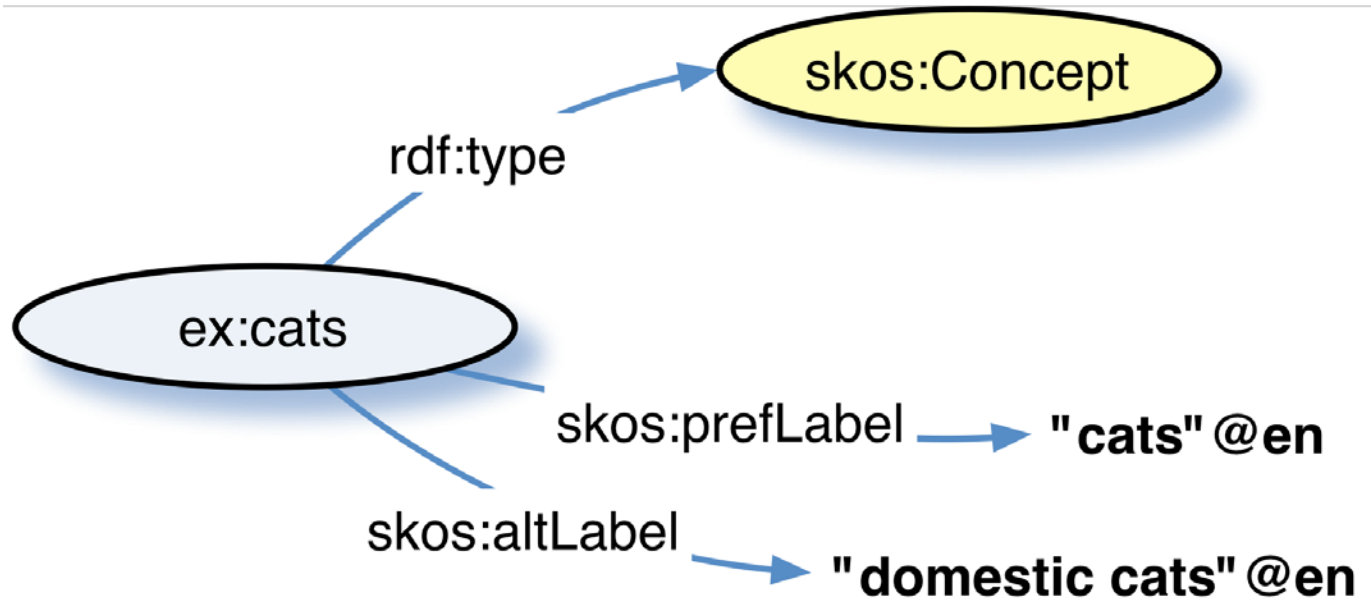 skos:Concept
rdf:type
ex:cats
skos:prefLabel
"cats"@en
skos:altLabel
"domestic cats"@en